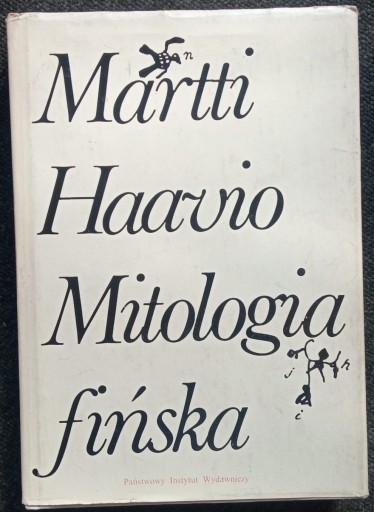 n
Martti
Haavio
Mitologia
j h
i
fińska
Państwowy Instytut Wydawniczy